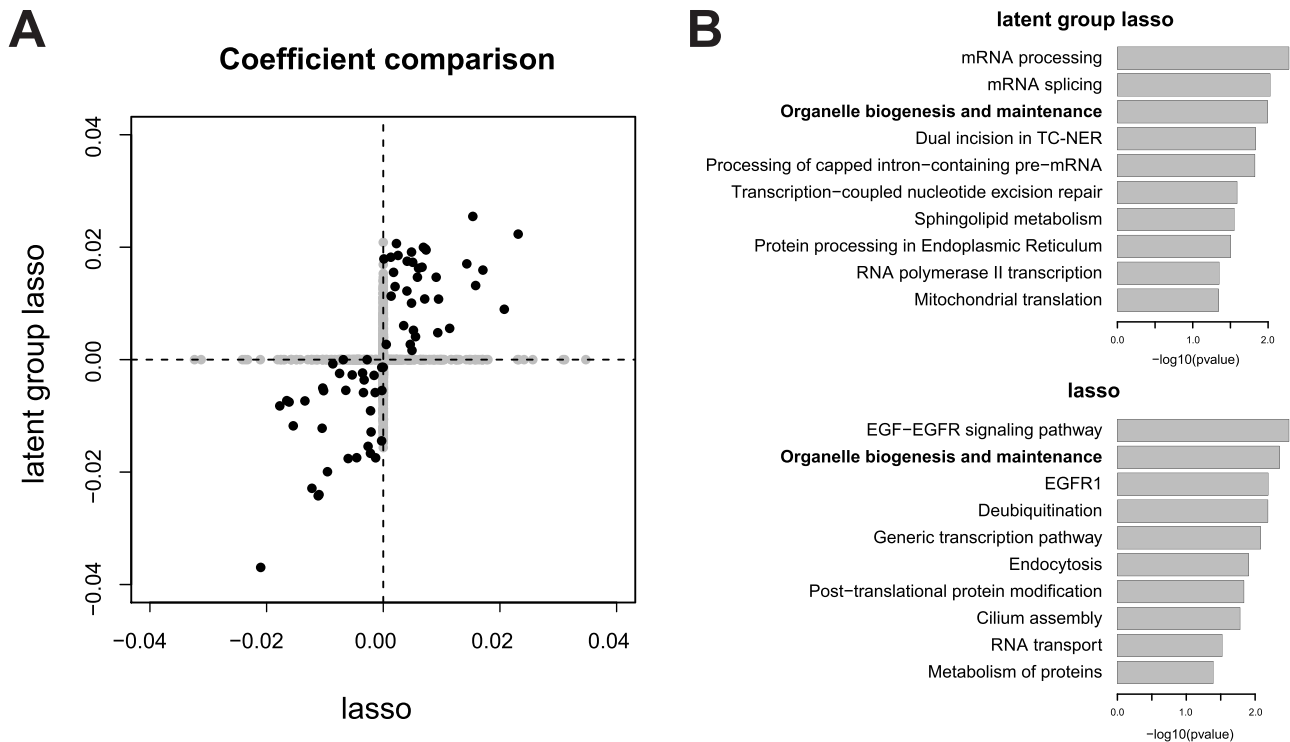 A
Coefficient comparison
0.04
0.02
0.00
−0.02
−0.04
latent group lasso
−0.04
−0.02
0.00
0.02
0.04
lasso
B
latent group lasso
mRNA processing
mRNA splicing
Organelle biogenesis and maintenance
Dual incision in TC−NER
Processing of capped intron−containing pre−mRNA
Transcription−coupled nucleotide excision repair
Sphingolipid metabolism
Protein processing in Endoplasmic Reticulum
RNA polymerase II transcription
Mitochondrial translation
0.0 1.0 2.0
−log10(pvalue)
lasso
EGF−EGFR signaling pathway
Organelle biogenesis and maintenance
EGFR1
Deubiquitination
Generic transcription pathway
Endocytosis
Post−translational protein modification
Cilium assembly
RNA transport
Metabolism of proteins
0.0 1.0 2.0
−log10(pvalue)